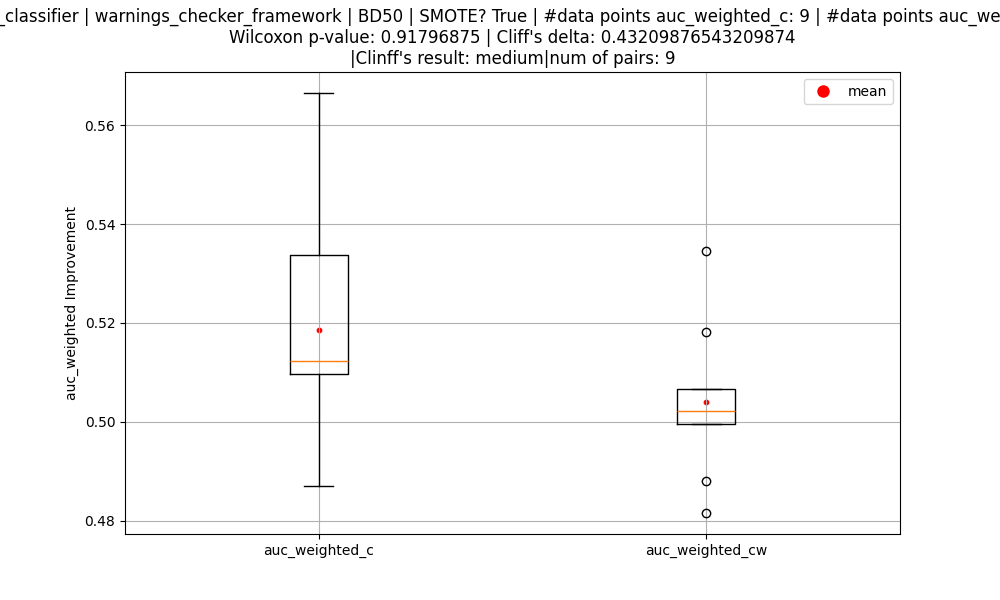 _classifier | warnings_checker_framework | BD50 | SMOTE? True | #data points auc_weighted_c: 9 | #data points auc_we
Wilcoxon p-value: 0.91796875 | Cliff's delta: 0.43209876543209874
|Clinff's result: medium|num of pairs: 9
mean
0.56
0.54
0.52
0.50
0.48
auc_weighted Improvement
auc_weighted_c
auc_weighted_cw